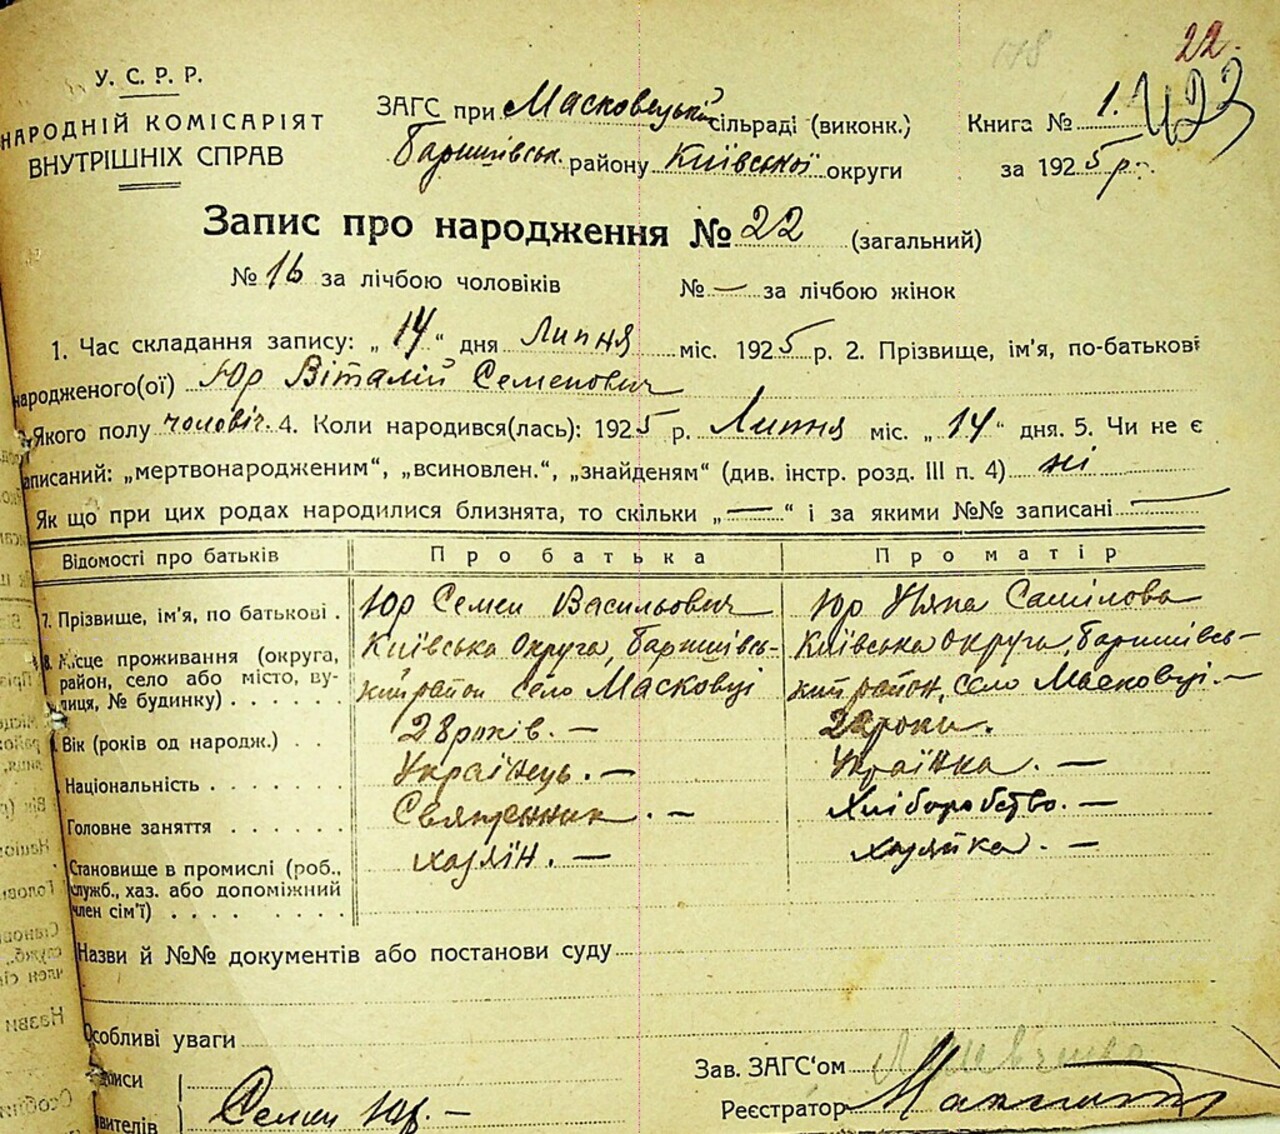 22.
178
У. С. Р. Р.
НАРОДНІЙ КОМІСАРІЯТ
ВНУТРІШНІХ СПРАВ
ЗАГС при Масковецькій сільраді (виконк.)
Баришівськ. району Київської округи
Книга № 1. 423
за 1925 р.
Запис про народження № 22 (загальний)
№ 16 за лічбою чоловіків № — за лічбою жінок
1. Час складання запису: „14“ дня Липня міс. 1925 р. 2. Прізвище, ім'я, по-батькові
народженого(ої) Юр Віталій Семенович
Якого полу чоловіч. 4. Коли народився(лась): 1925 р. Липня міс. „14“ дня. 5. Чи не є
записаний: „мертвонародженим“, „всиновлен.“, „знайденям“ (див. інстр. розд. III п. 4) ні
Як що при цих родах народилися близнята, то скільки „—“ і за якими №№ записані —
Відомості про батьків Про батька Про матір
7. Прізвище, ім'я, по батькові . Юр Семен Васильович Юр Уляна Самілова
8. Місце проживання (округа, район, село або місто, вулиця, № будинку) . . . . . .
Київська Округа, Баришівський район село Масковці
Київська округа, Баришівський район, село Масковці. —
Вік (років од народж.) . . 28 років. — 22 роки.
Національність . . . . . . . Українець. — Українка. —
Головне заняття . . . . . . Священник. — Хліборобство. —
Становище в промислі (роб., служб., хаз. або допоміжний член сім'ї) . . . . . . . .
хазяїн. — хазяйка. —
Назви й №№ документів або постанови суду
Особливі уваги
Зав. ЗАГС'ом
Семен Юр. —
Реєстратор